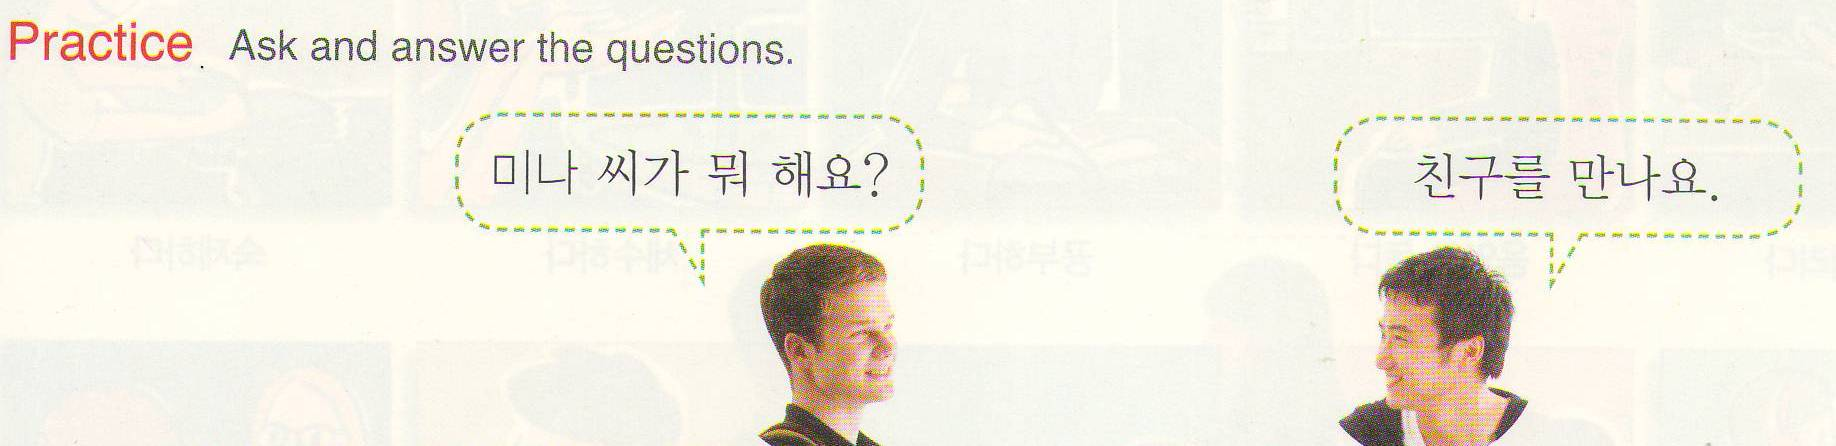 Practice Ask and answer the questions.
미나 씨가 뭐 해요?
친구를 만나요.